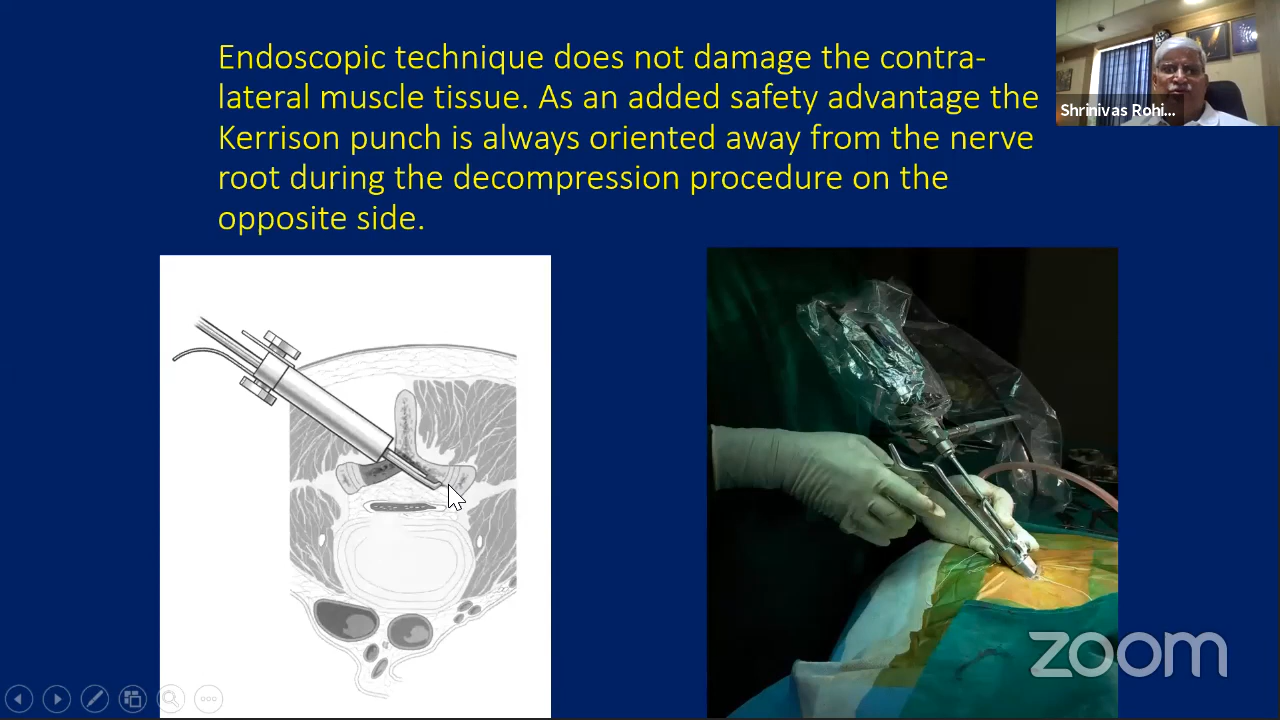 Endoscopic technique does not damage the contra-
lateral muscle tissue. As an added safety advantage the
Kerrison punch is always oriented away from the nerve
root during the decompression procedure on the
opposite side.
Shrinivas Rohi...
zoom